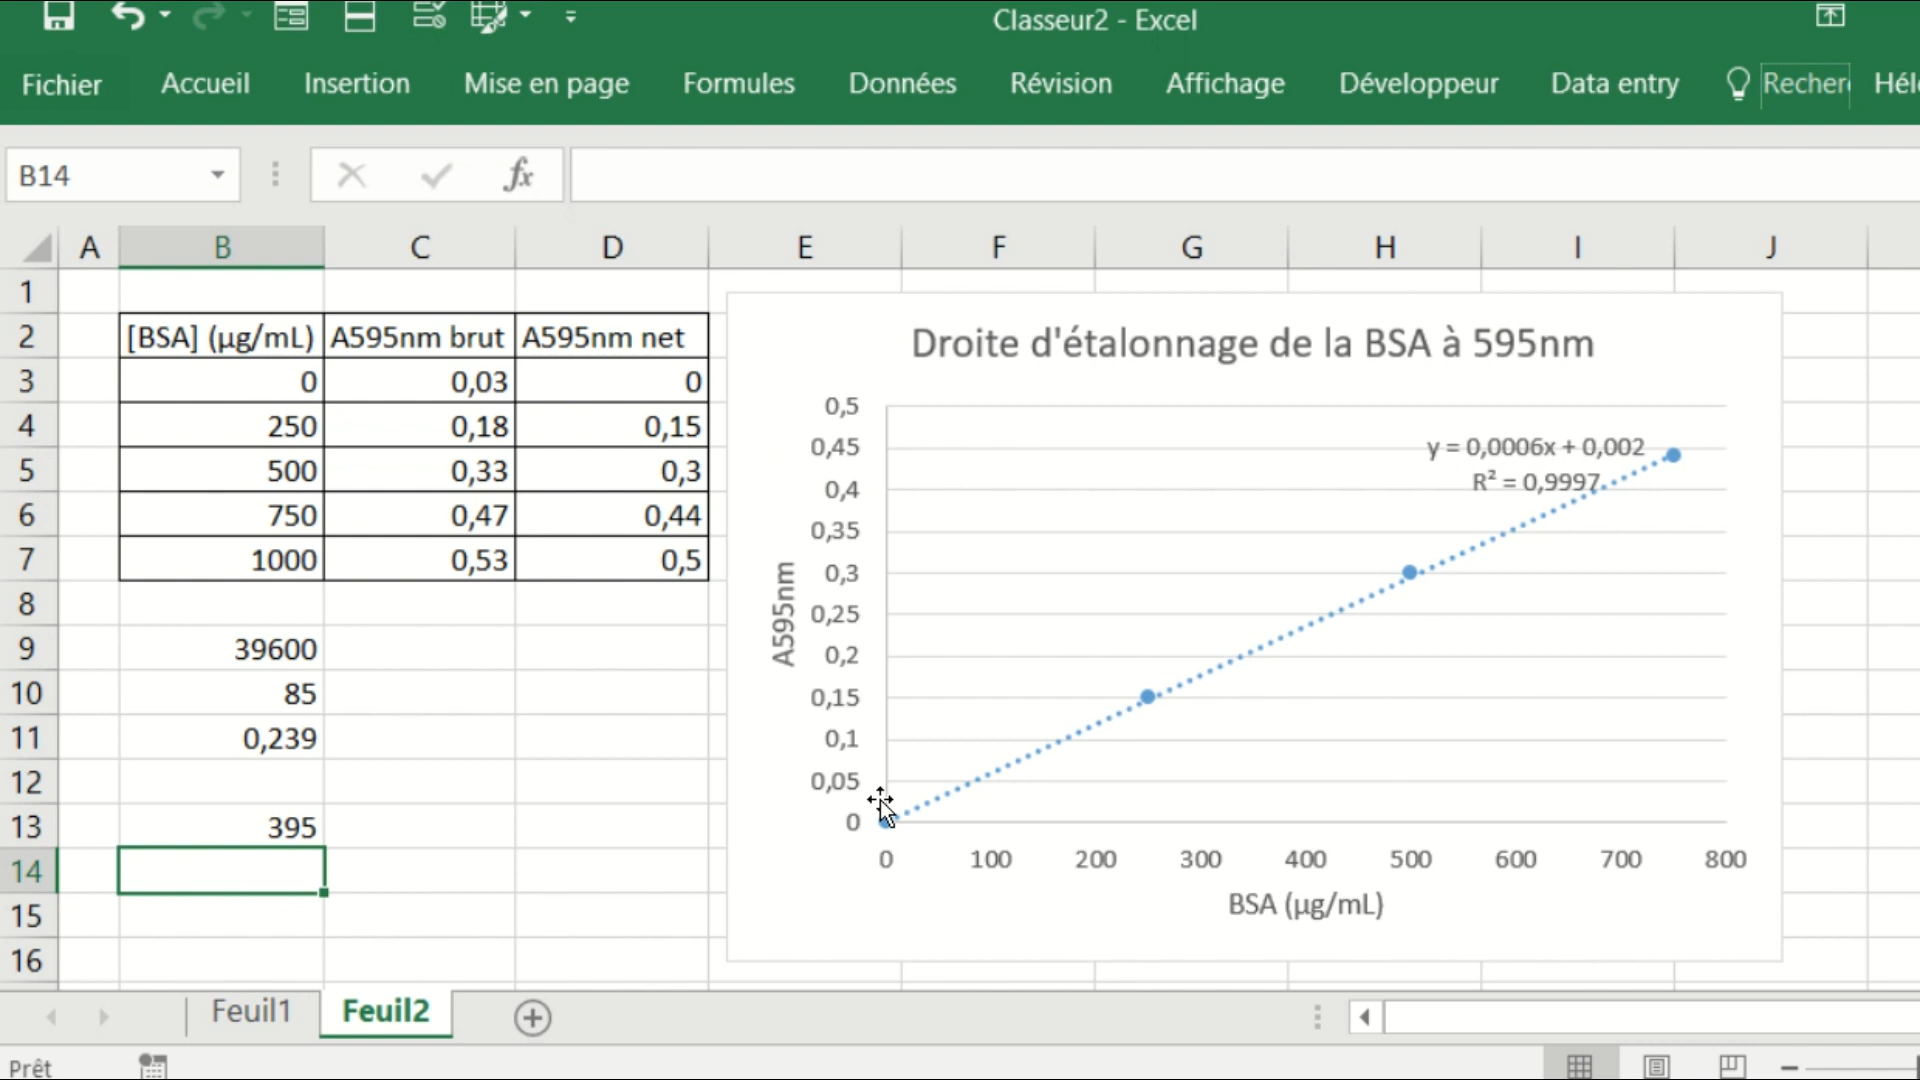 Classeur2 - Excel
Fichier Accueil Insertion Mise en page Formules Données Révision Affichage Développeur Data entry Recher Hélè
B14 fx
A B C D E F G H I J
1
2 [BSA] (µg/mL) A595nm brut A595nm net
3 0 0,03 0
4 250 0,18 0,15
5 500 0,33 0,3
6 750 0,47 0,44
7 1000 0,53 0,5
8
9 39600
10 85
11 0,239
12
13 395
14
15
16
Droite d'étalonnage de la BSA à 595nm
0,5
0,45
0,4
0,35
0,3
0,25
0,2
0,15
0,1
0,05
0
y = 0,0006x + 0,002
R² = 0,9997
A595nm
0 100 200 300 400 500 600 700 800
BSA (µg/mL)
Feuil1 Feuil2
Prêt